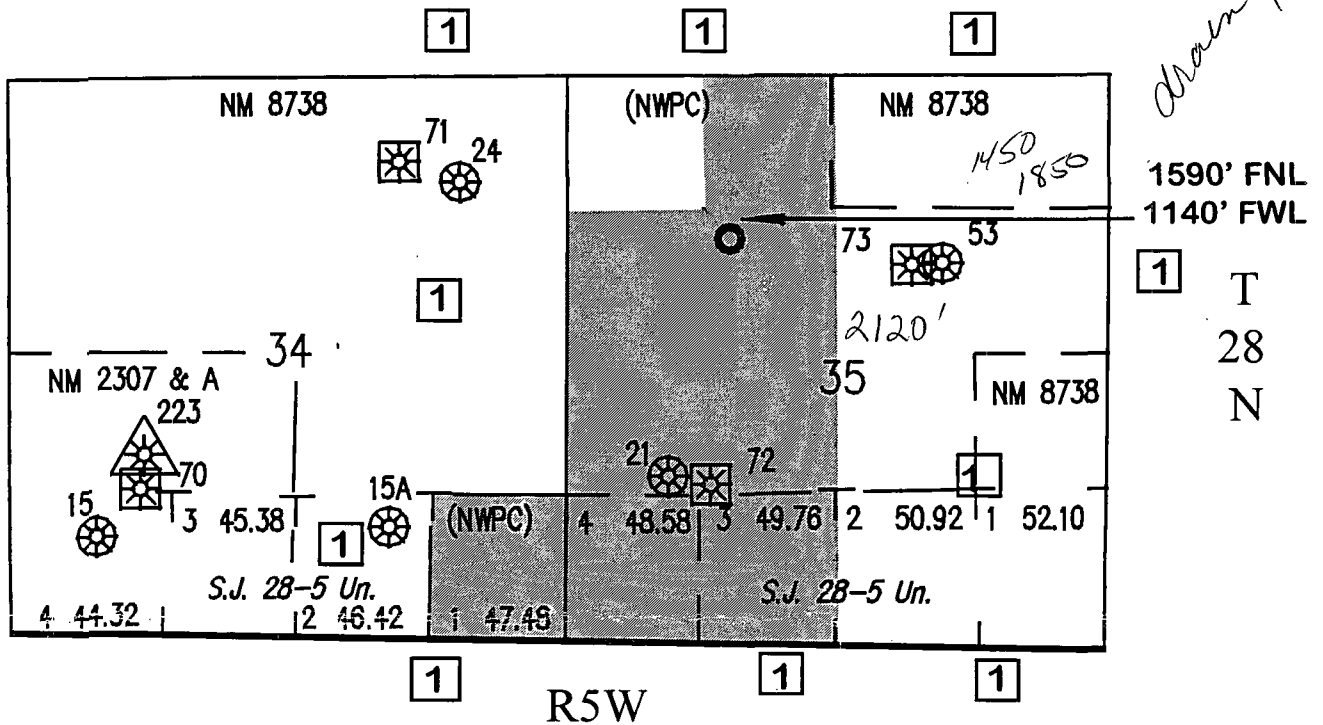 1 1 1
drain
NM 8738 (NWPC) NM 8738
71
24
1450
1850
1590' FNL
1140' FWL
73 53
1 1
T
28
N
2120'
34 35
NM 2307 & A NM 8738
223
70
21 72
1
15 15A
3 45.38 (NWPC) 4 48.58 3 49.76 2 50.92 1 52.10
1
S.J. 28-5 Un. S.J. 28-5 Un.
4 44.32 2 46.42 1 47.48
1 1 1
R5W